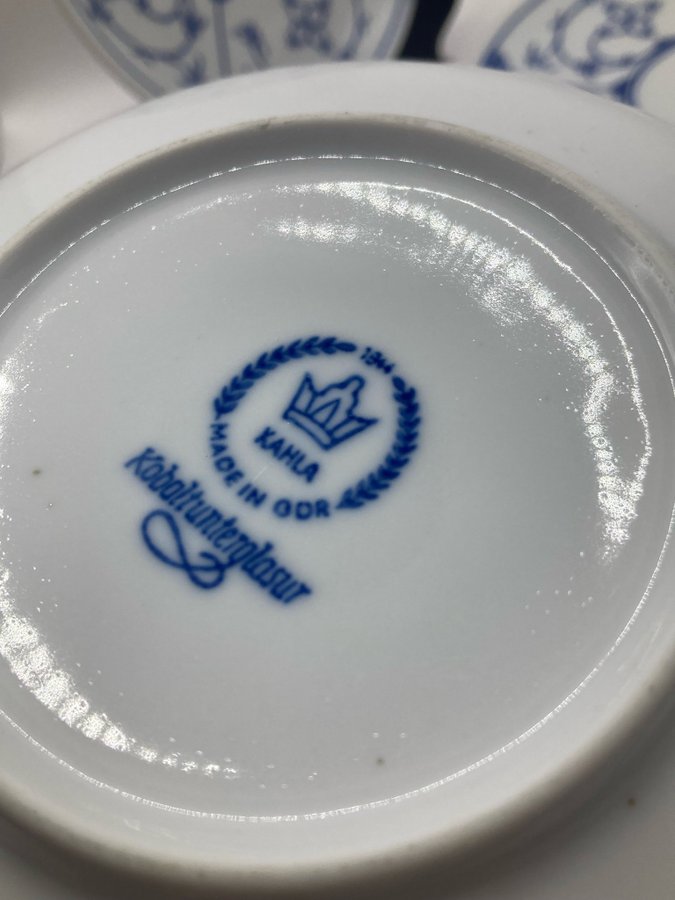 1844
KAHLA
MADE IN GDR
Kobaltunterglasur